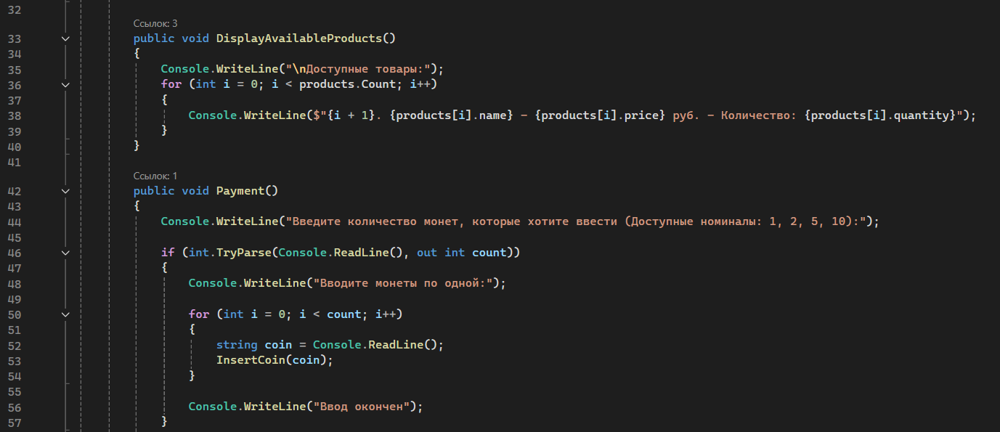 32
Ссылок: 3
33 public void DisplayAvailableProducts()
34 {
35 Console.WriteLine("\nДоступные товары:");
36 for (int i = 0; i < products.Count; i++)
37 {
38 Console.WriteLine($"{i + 1}. {products[i].name} - {products[i].price} руб. - Количество: {products[i].quantity}");
39 }
40 }
41
Ссылок: 1
42 public void Payment()
43 {
44 Console.WriteLine("Введите количество монет, которые хотите ввести (Доступные номиналы: 1, 2, 5, 10):");
45
46 if (int.TryParse(Console.ReadLine(), out int count))
47 {
48 Console.WriteLine("Вводите монеты по одной:");
49
50 for (int i = 0; i < count; i++)
51 {
52 string coin = Console.ReadLine();
53 InsertCoin(coin);
54 }
55
56 Console.WriteLine("Ввод окончен");
57 }